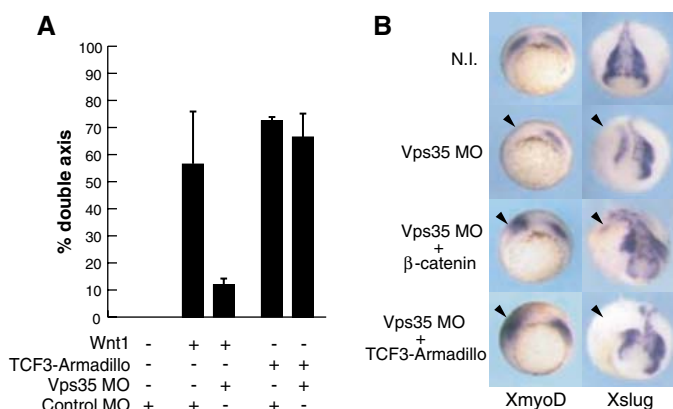 A
% double axis
100
90
80
70
60
50
40
30
20
10
0
Wnt1 - + + - -
TCF3-Armadillo - - - + +
Vps35 MO - - + - +
Control MO + + - + -
B
N.I.
Vps35 MO
Vps35 MO
+
β-catenin
Vps35 MO
+
TCF3-Armadillo
XmyoD Xslug